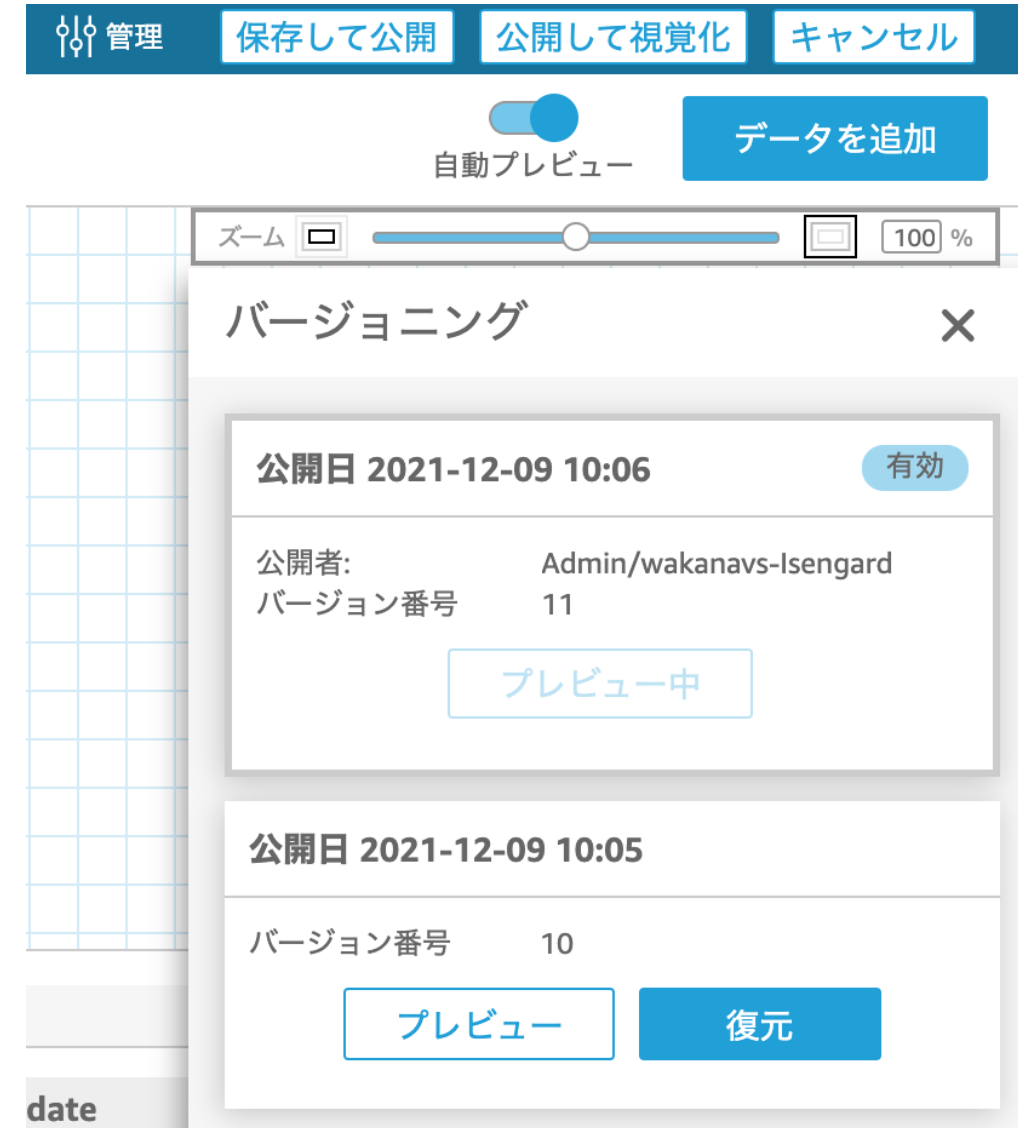 管理 保存して公開 公開して視覚化 キャンセル
自動プレビュー データを追加
ズーム 100 %
バージョニング
公開日 2021-12-09 10:06 有効
公開者: Admin/wakanavs-Isengard
バージョン番号 11
プレビュー中
公開日 2021-12-09 10:05
バージョン番号 10
プレビュー 復元
date